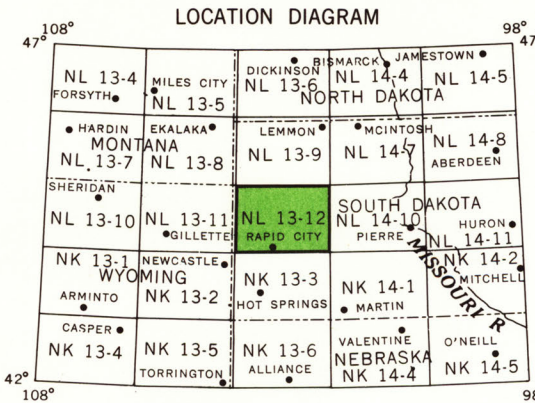 LOCATION DIAGRAM
108° 98°
47° 47
NL 13-4
FORSYTH
MILES CITY
NL 13-5
DICKINSON
NL 13-6
BISMARCK
NL 14-4
JAMESTOWN
NL 14-5
NORTH DAKOTA
HARDIN
MONTANA
NL 13-7
EKALAKA
NL 13-8
LEMMON
NL 13-9
MCINTOSH
NL 14-7
NL 14-8
ABERDEEN
SHERIDAN
NL 13-10
NL 13-11
GILLETTE
NL 13-12
RAPID CITY
SOUTH DAKOTA
NL 14-10
PIERRE
HURON
NL 14-11
MISSOURI R
NK 13-1
WYOMING
ARMINTO
NEWCASTLE
NK 13-2
NK 13-3
HOT SPRINGS
NK 14-1
MARTIN
NK 14-2
MITCHELL
CASPER
NK 13-4
NK 13-5
TORRINGTON
NK 13-6
ALLIANCE
VALENTINE
NEBRASKA
NK 14-4
O'NEILL
NK 14-5
42°
108° 98